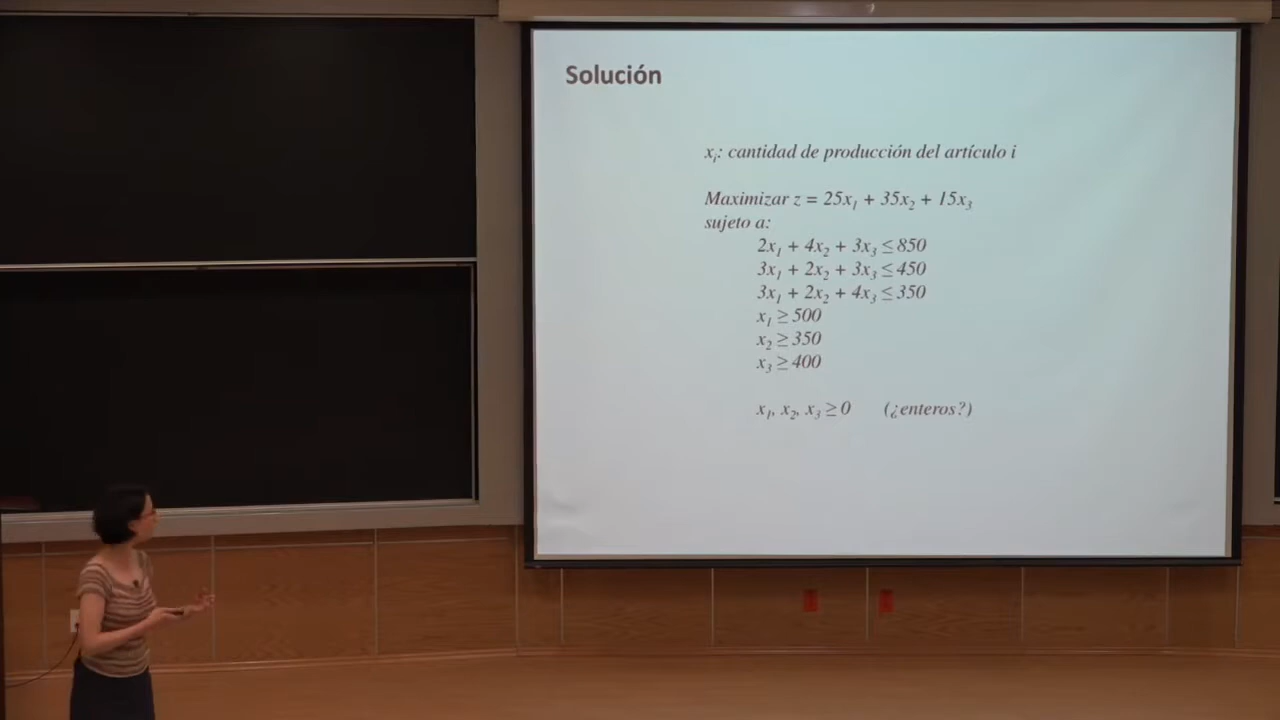 Solución
xᵢ: cantidad de producción del artículo i
Maximizar z = 25x₁ + 35x₂ + 15x₃
sujeto a:
2x₁ + 4x₂ + 3x₃ ≤ 850
3x₁ + 2x₂ + 3x₃ ≤ 450
3x₁ + 2x₂ + 4x₃ ≤ 350
x₁ ≥ 500
x₂ ≥ 350
x₃ ≥ 400
x₁, x₂, x₃ ≥ 0 (¿enteros?)